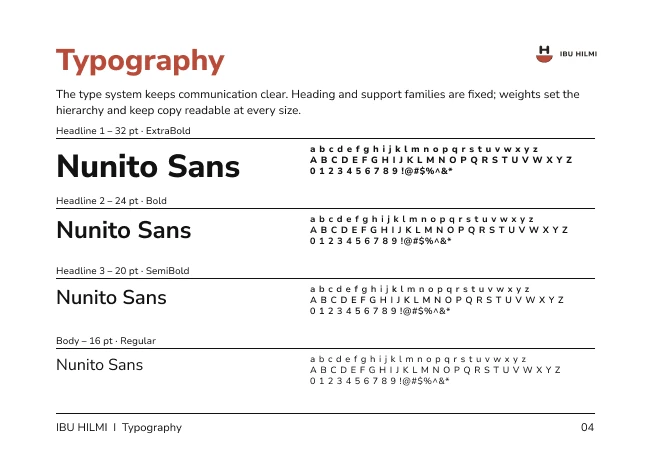 Typography
IBU HILMI
The type system keeps communication clear. Heading and support families are fixed; weights set the
hierarchy and keep copy readable at every size.
Headline 1 – 32 pt · ExtraBold
Nunito Sans
a b c d e f g h i j k l m n o p q r s t u v w x y z
A B C D E F G H I J K L M N O P Q R S T U V W X Y Z
0 1 2 3 4 5 6 7 8 9 !@#$%^&*
Headline 2 – 24 pt · Bold
Nunito Sans
a b c d e f g h i j k l m n o p q r s t u v w x y z
A B C D E F G H I J K L M N O P Q R S T U V W X Y Z
0 1 2 3 4 5 6 7 8 9 !@#$%^&*
Headline 3 – 20 pt · SemiBold
Nunito Sans
a b c d e f g h i j k l m n o p q r s t u v w x y z
A B C D E F G H I J K L M N O P Q R S T U V W X Y Z
0 1 2 3 4 5 6 7 8 9 !@#$%^&*
Body – 16 pt · Regular
Nunito Sans
a b c d e f g h i j k l m n o p q r s t u v w x y z
A B C D E F G H I J K L M N O P Q R S T U V W X Y Z
0 1 2 3 4 5 6 7 8 9 !@#$%^&*
IBU HILMI I Typography
04